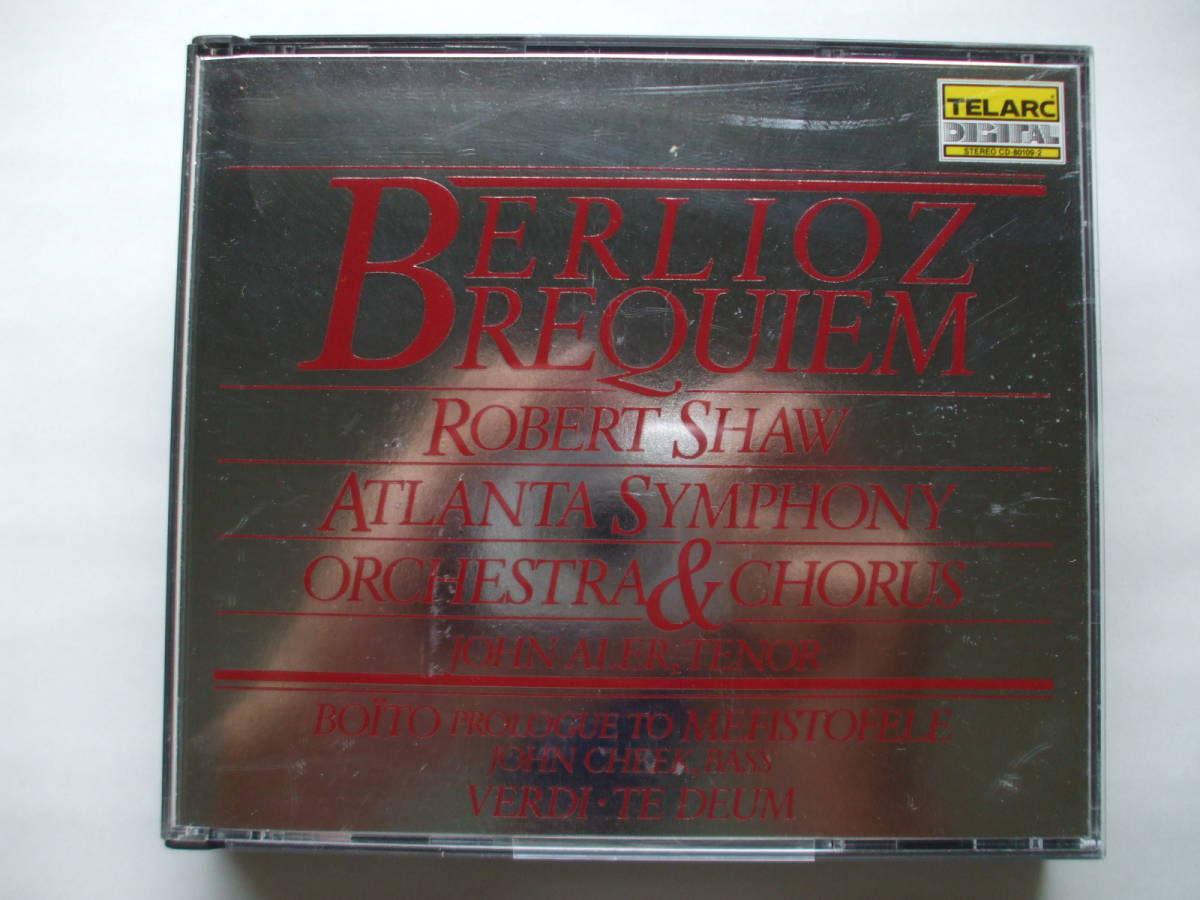 TELARC
DIGITAL
STEREO CD-80109 2
BERLIOZ
REQUIEM
ROBERT SHAW
ATLANTA SYMPHONY
ORCHESTRA & CHORUS
JOHN ALER, TENOR
BOÏTO PROLOGUE TO MEFISTOFELE
JOHN CHEEK, BASS
VERDI · TE DEUM